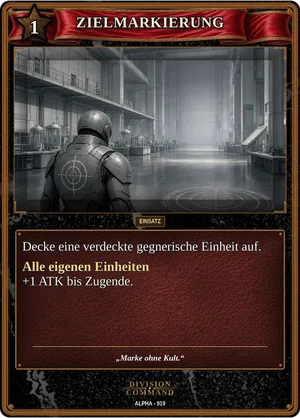 1
ZIELMARKIERUNG
EINSATZ
Decke eine verdeckte gegnerische Einheit auf.
Alle eigenen Einheiten
+1 ATK bis Zugende.
„Marke ohne Kult.“
DIVISION
COMMAND
ALPHA - 919